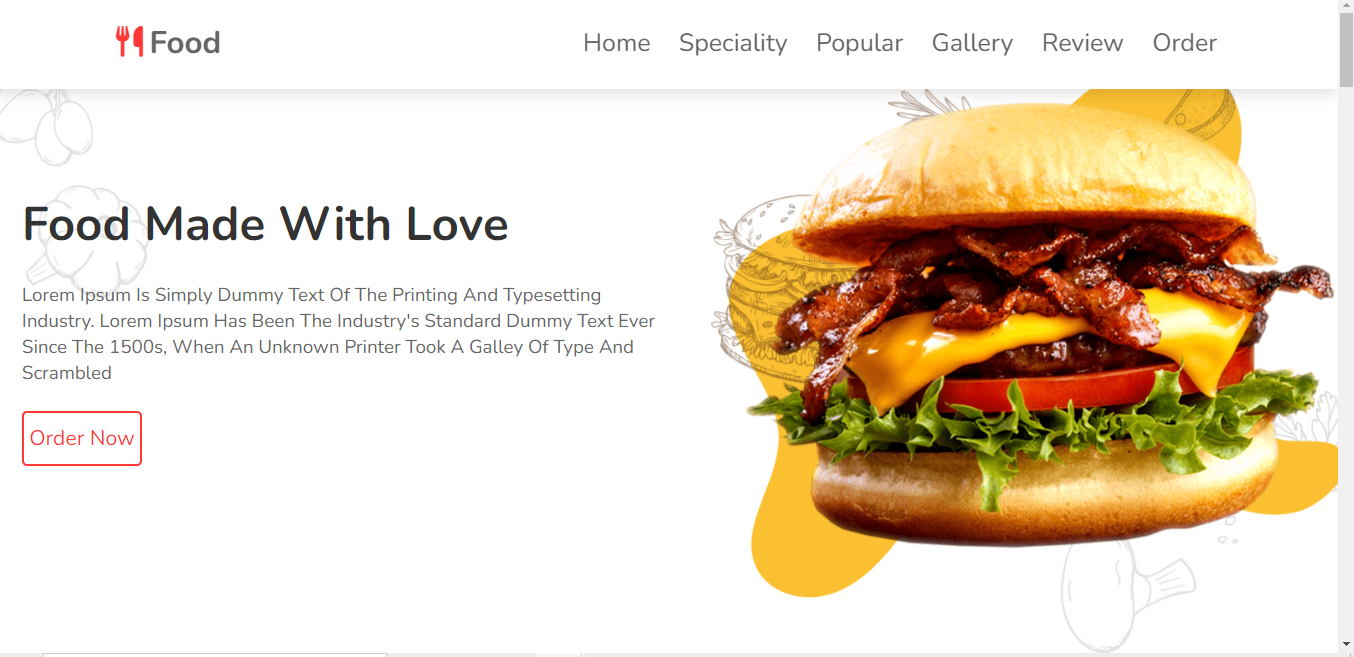 Food
Home Speciality Popular Gallery Review Order
Food Made With Love
Lorem Ipsum Is Simply Dummy Text Of The Printing And Typesetting
Industry. Lorem Ipsum Has Been The Industry's Standard Dummy Text Ever
Since The 1500s, When An Unknown Printer Took A Galley Of Type And
Scrambled
Order Now